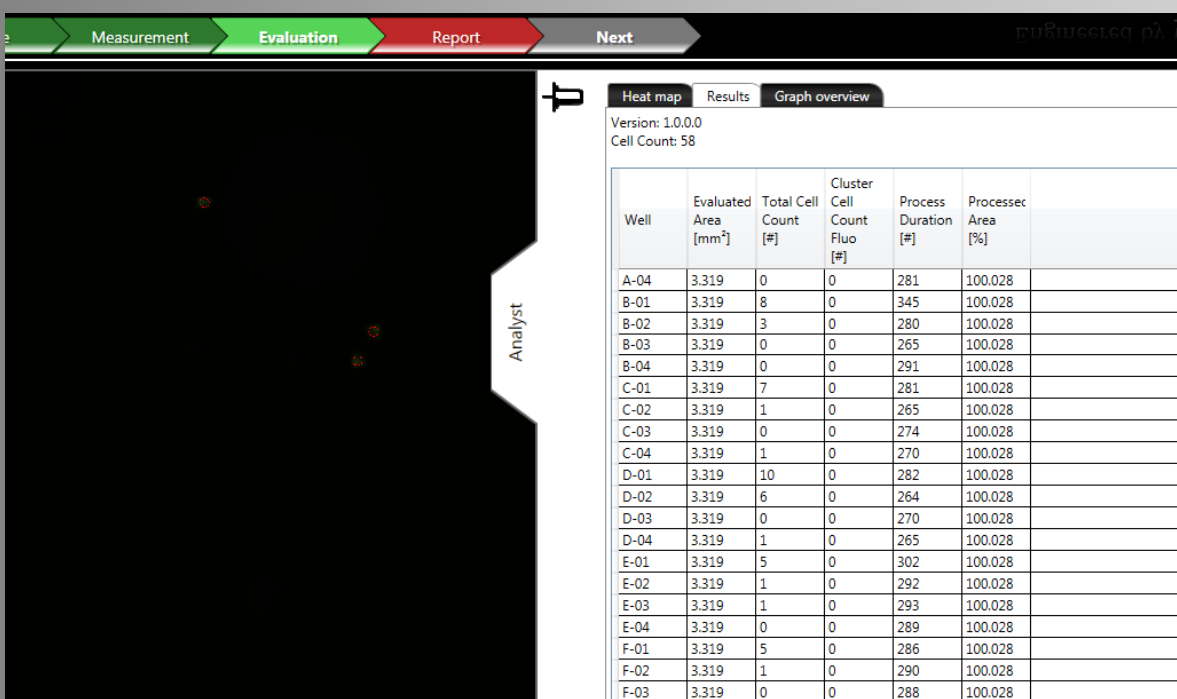 Measurement Evaluation Report Next
Heat map Results Graph overview
Version: 1.0.0.0
Cell Count: 58
Analyst
Well Evaluated Area [mm²] Total Cell Count [#] Cluster Cell Count Fluo [#] Process Duration [#] Processed Area [%]
A-04 3.319 0 0 281 100.028
B-01 3.319 8 0 345 100.028
B-02 3.319 3 0 280 100.028
B-03 3.319 0 0 265 100.028
B-04 3.319 0 0 291 100.028
C-01 3.319 7 0 281 100.028
C-02 3.319 1 0 265 100.028
C-03 3.319 0 0 274 100.028
C-04 3.319 1 0 270 100.028
D-01 3.319 10 0 282 100.028
D-02 3.319 6 0 264 100.028
D-03 3.319 0 0 270 100.028
D-04 3.319 1 0 265 100.028
E-01 3.319 5 0 302 100.028
E-02 3.319 1 0 292 100.028
E-03 3.319 1 0 293 100.028
E-04 3.319 0 0 289 100.028
F-01 3.319 5 0 286 100.028
F-02 3.319 1 0 290 100.028
F-03 3.319 0 0 288 100.028